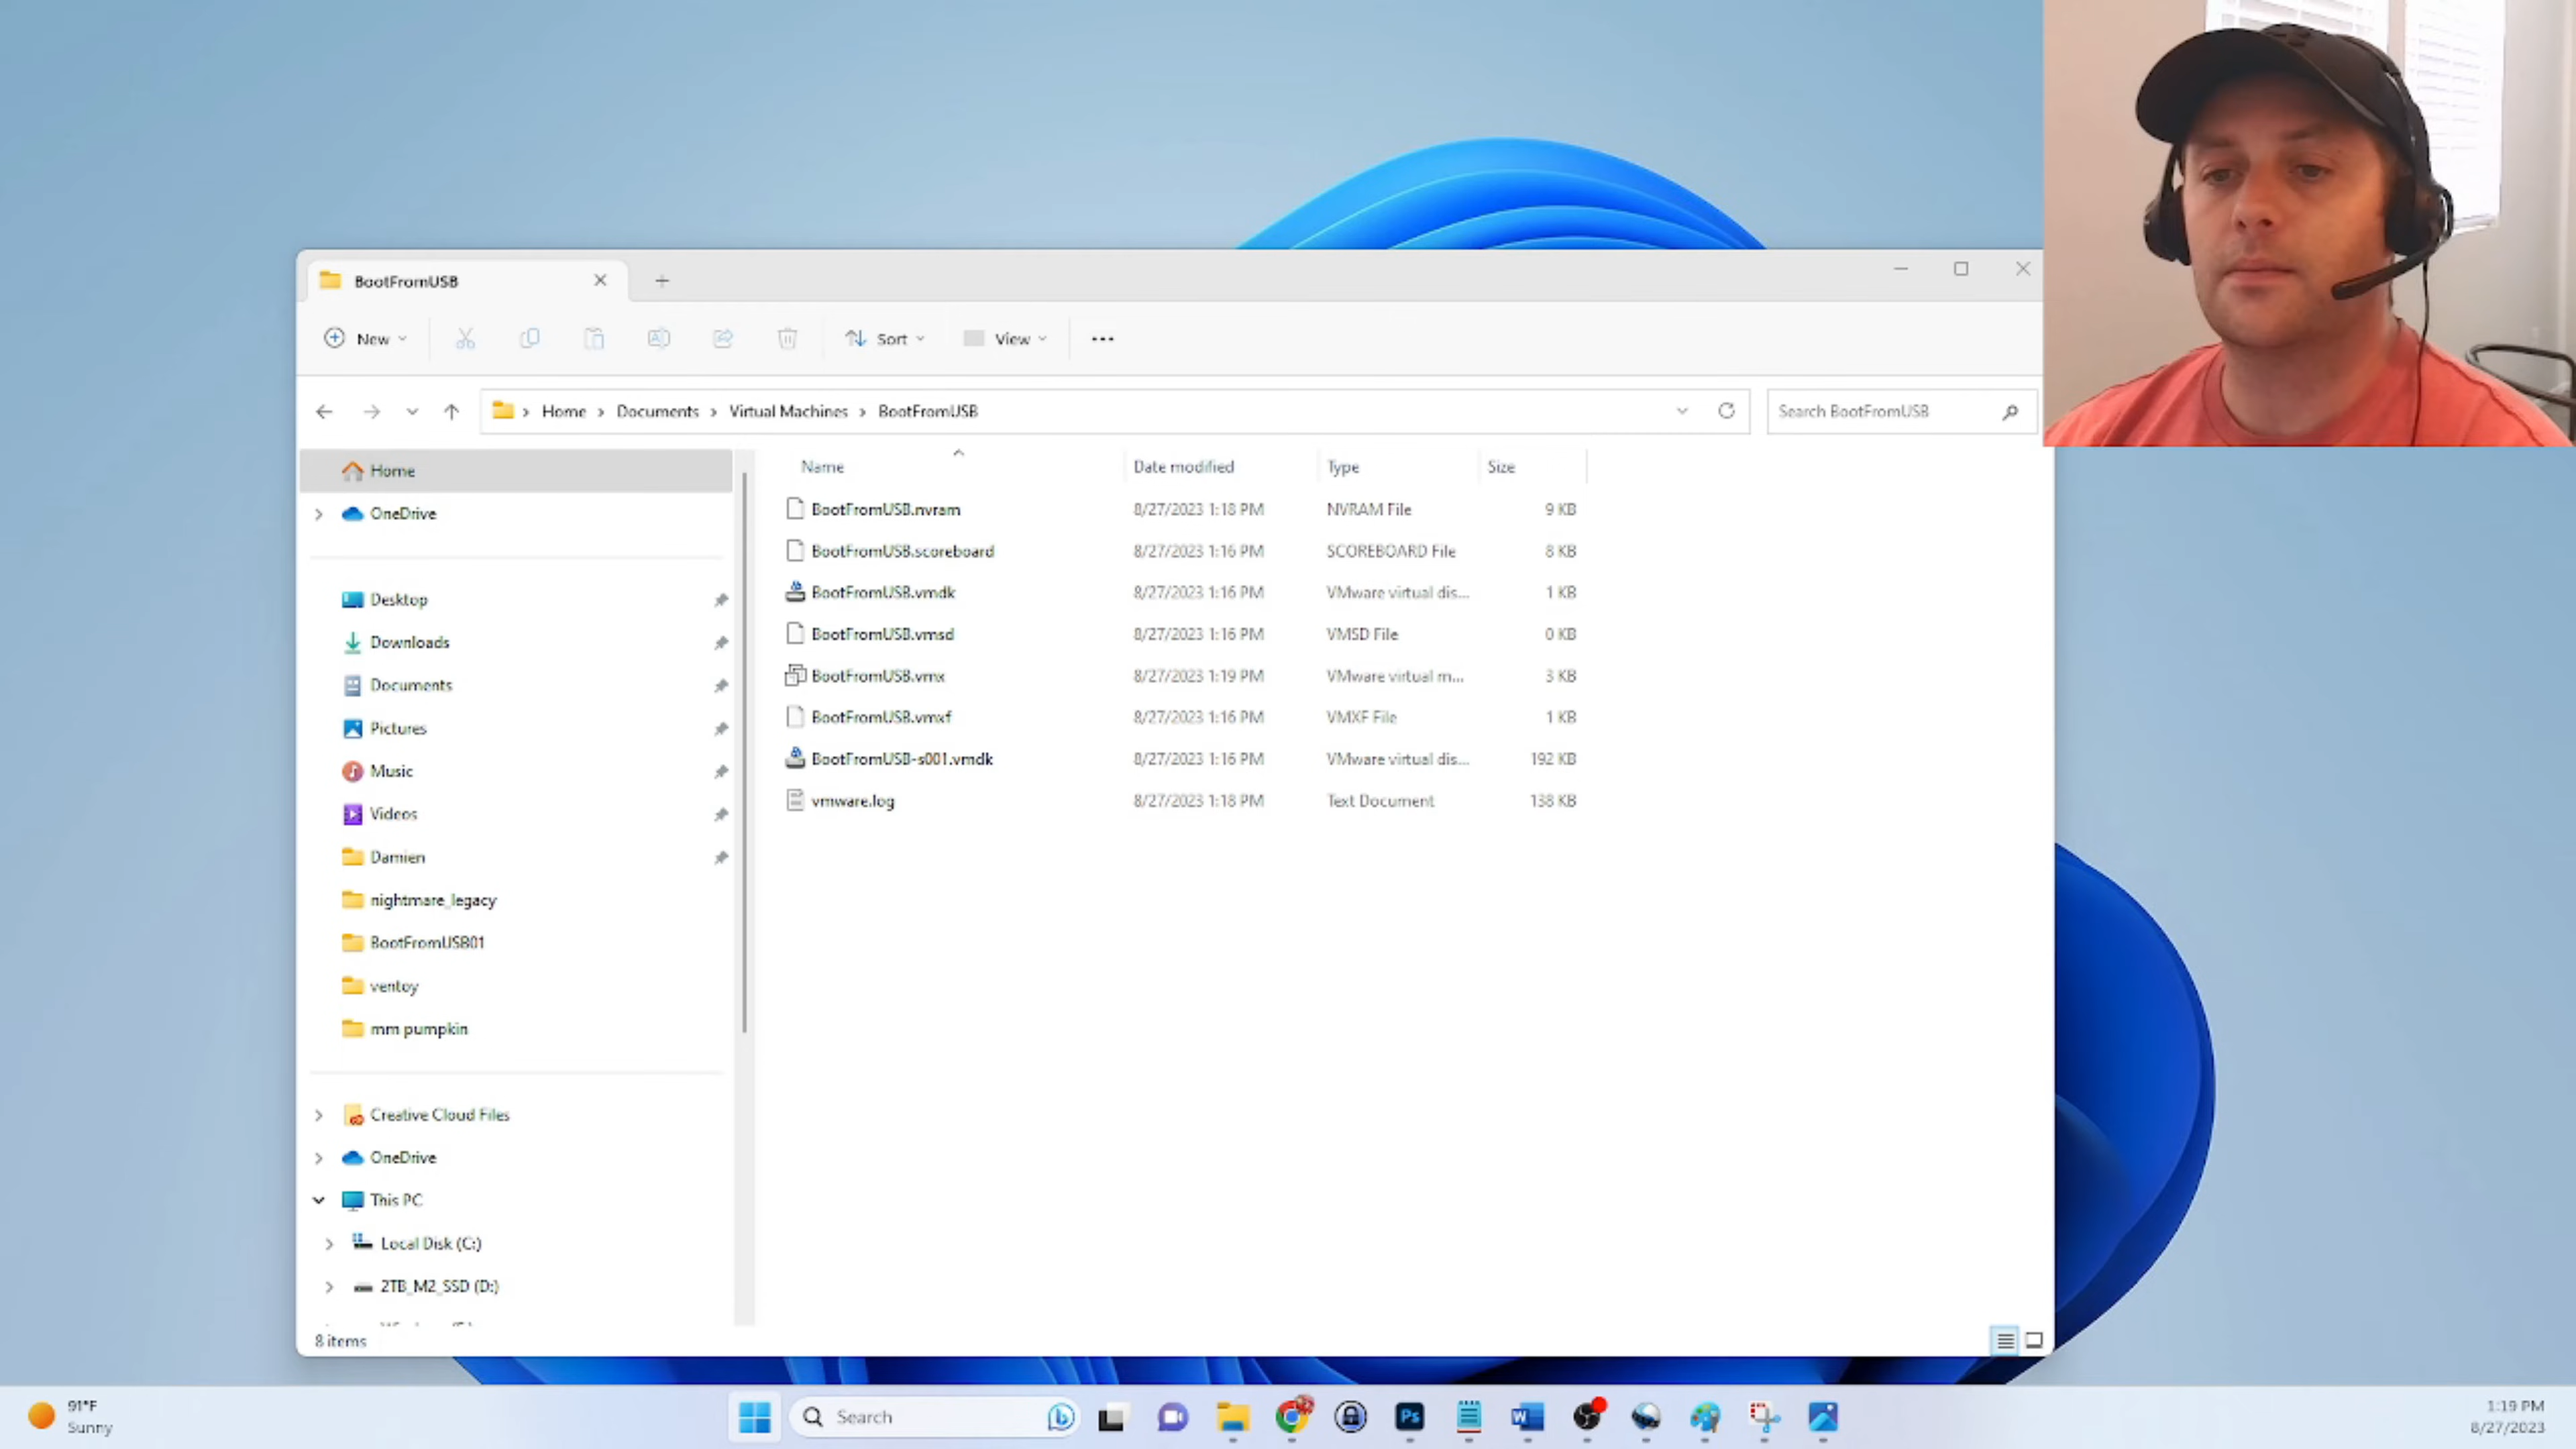 BootFromUSB
New
Sort
View
Home > Documents > Virtual Machines > BootFromUSB
Search BootFromUSB
Home
OneDrive
Desktop
Downloads
Documents
Pictures
Music
Videos
Damien
nightmare_legacy
BootFromUSB01
ventoy
mm pumpkin
Creative Cloud Files
OneDrive
This PC
Local Disk (C:)
2TB_M2_SSD (D:)
8 items
Name Date modified Type Size
BootFromUSB.nvram 8/27/2023 1:18 PM NVRAM File 9 KB
BootFromUSB.scoreboard 8/27/2023 1:16 PM SCOREBOARD File 8 KB
BootFromUSB.vmdk 8/27/2023 1:16 PM VMware virtual dis... 1 KB
BootFromUSB.vmsd 8/27/2023 1:16 PM VMSD File 0 KB
BootFromUSB.vmx 8/27/2023 1:19 PM VMware virtual m... 3 KB
BootFromUSB.vmxf 8/27/2023 1:16 PM VMXF File 1 KB
BootFromUSB-s001.vmdk 8/27/2023 1:16 PM VMware virtual dis... 192 KB
vmware.log 8/27/2023 1:18 PM Text Document 138 KB
91°F
Sunny
Search
Ps
W
1:19 PM
8/27/2023